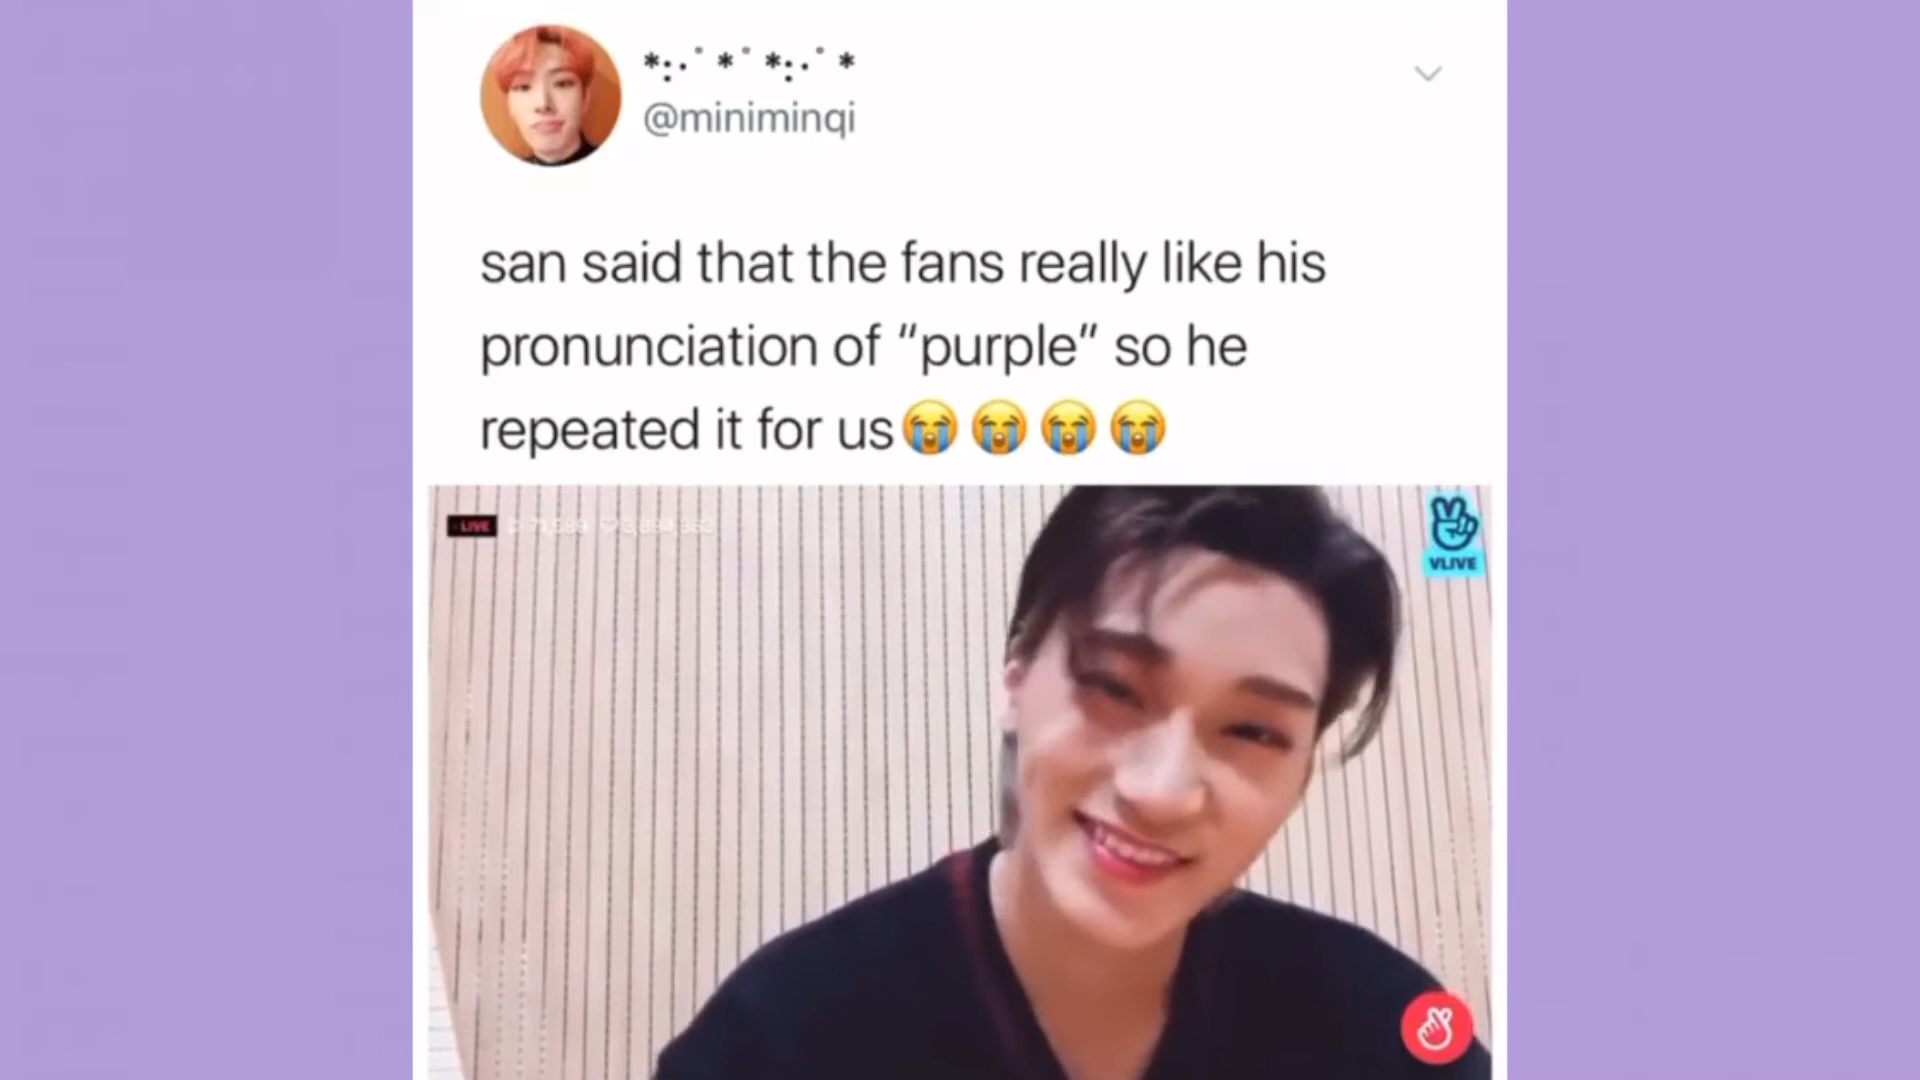 *:·ﾟ*ﾟ*:·ﾟ*
@miniminqi
san said that the fans really like his
pronunciation of “purple” so he
repeated it for us😭😭😭😭
LIVE
VLIVE